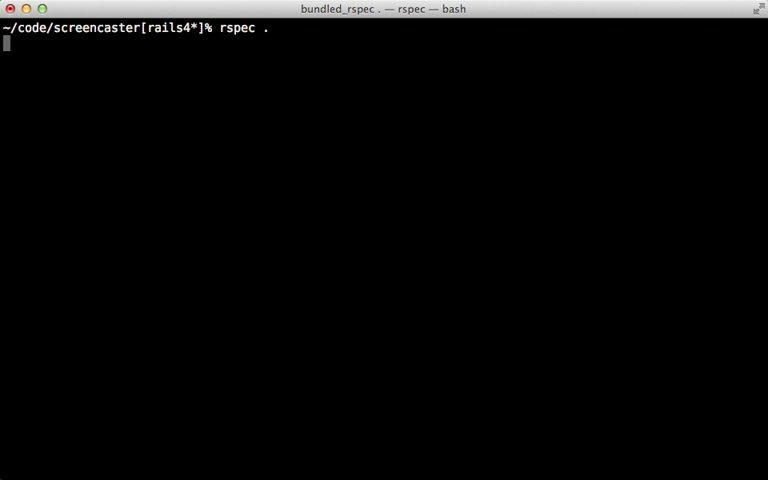 bundled_rspec . — rspec — bash
~/code/screencaster[rails4*]% rspec .